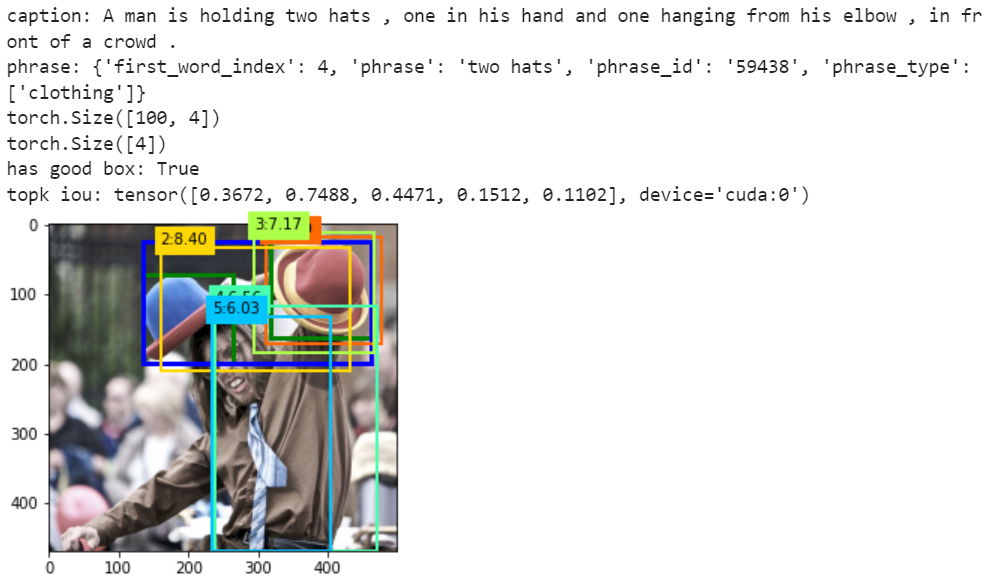 caption: A man is holding two hats , one in his hand and one hanging from his elbow , in fr
ont of a crowd .
phrase: {'first_word_index': 4, 'phrase': 'two hats', 'phrase_id': '59438', 'phrase_type':
['clothing']}
torch.Size([100, 4])
torch.Size([4])
has good box: True
topk iou: tensor([0.3672, 0.7488, 0.4471, 0.1512, 0.1102], device='cuda:0')
0
3:7.17
2:8.40
100
5:6.03
200
300
400
0 100 200 300 400